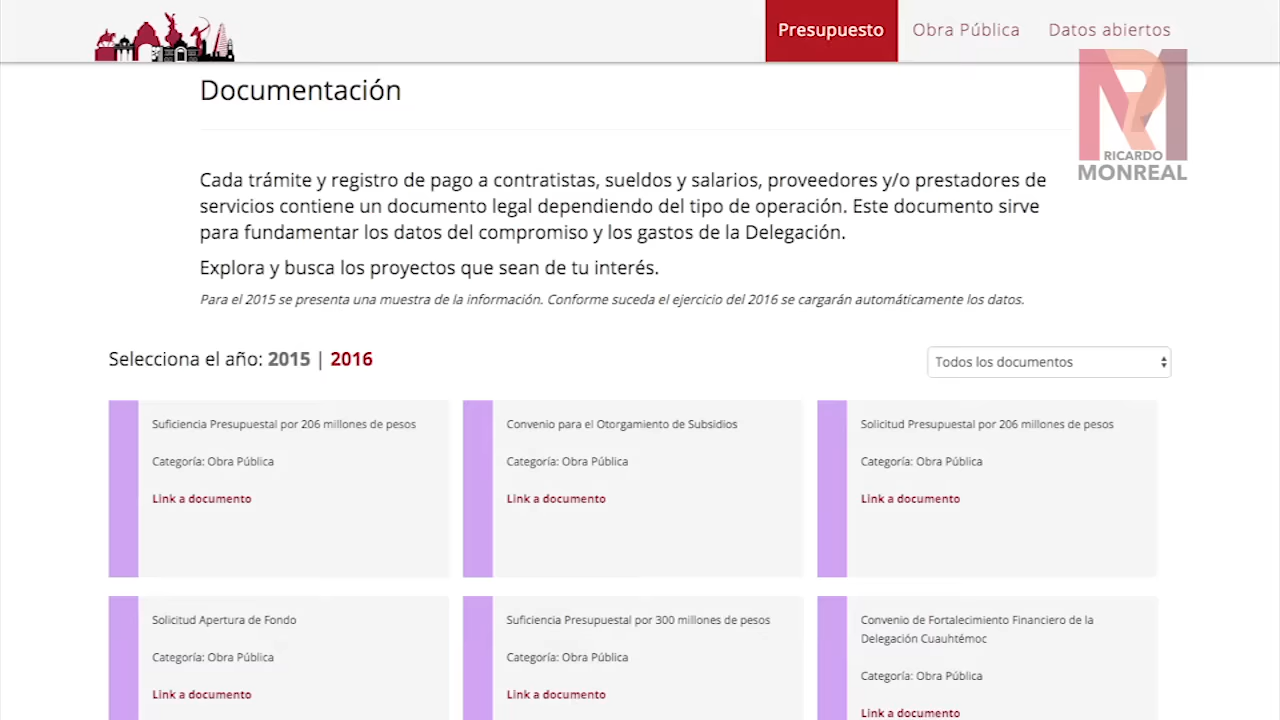 Presupuesto Obra Pública Datos abiertos
RICARDO
MONREAL
Documentación
Cada trámite y registro de pago a contratistas, sueldos y salarios, proveedores y/o prestadores de
servicios contiene un documento legal dependiendo del tipo de operación. Este documento sirve
para fundamentar los datos del compromiso y los gastos de la Delegación.
Explora y busca los proyectos que sean de tu interés.
Para el 2015 se presenta una muestra de la información. Conforme suceda el ejercicio del 2016 se cargarán automáticamente los datos.
Selecciona el año: 2015 | 2016
Todos los documentos
Suficiencia Presupuestal por 206 millones de pesos
Categoría: Obra Pública
Link a documento
Convenio para el Otorgamiento de Subsidios
Categoría: Obra Pública
Link a documento
Solicitud Presupuestal por 206 millones de pesos
Categoría: Obra Pública
Link a documento
Solicitud Apertura de Fondo
Categoría: Obra Pública
Link a documento
Suficiencia Presupuestal por 300 millones de pesos
Categoría: Obra Pública
Link a documento
Convenio de Fortalecimiento Financiero de la
Delegación Cuauhtémoc
Categoría: Obra Pública
Link a documento